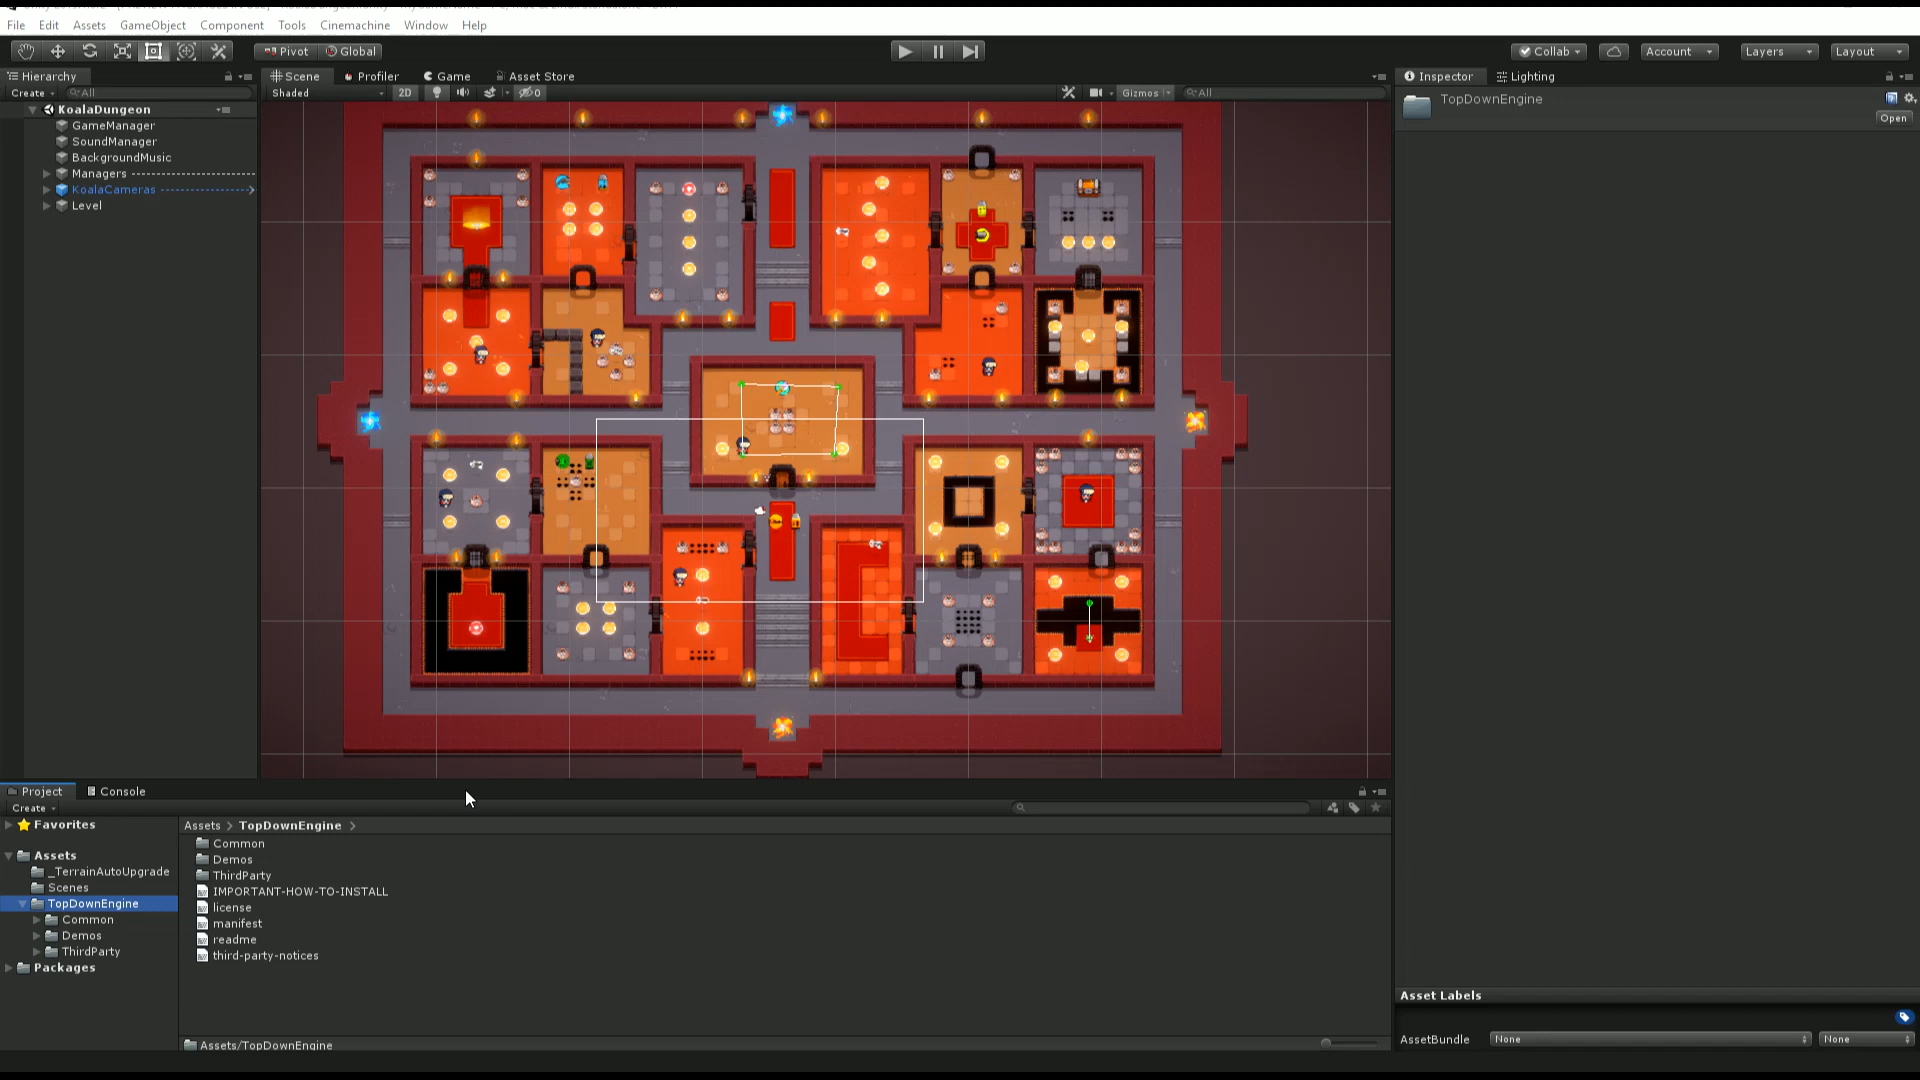 File Edit Assets GameObject Component Tools Cinemachine Window Help
Pivot Global Collab Account Layers Layout
Hierarchy
Create All
KoalaDungeon
GameManager
SoundManager
BackgroundMusic
Managers
KoalaCameras
Level
Scene Profiler Game Asset Store
Shaded 2D 0 Gizmos All
Inspector Lighting
TopDownEngine
Open
Project Console
Create
Favorites
Assets
_TerrainAutoUpgrade
Scenes
TopDownEngine
Common
Demos
ThirdParty
Packages
Assets > TopDownEngine >
Common
Demos
ThirdParty
IMPORTANT-HOW-TO-INSTALL
license
manifest
readme
third-party-notices
Assets/TopDownEngine
Asset Labels
AssetBundle None None